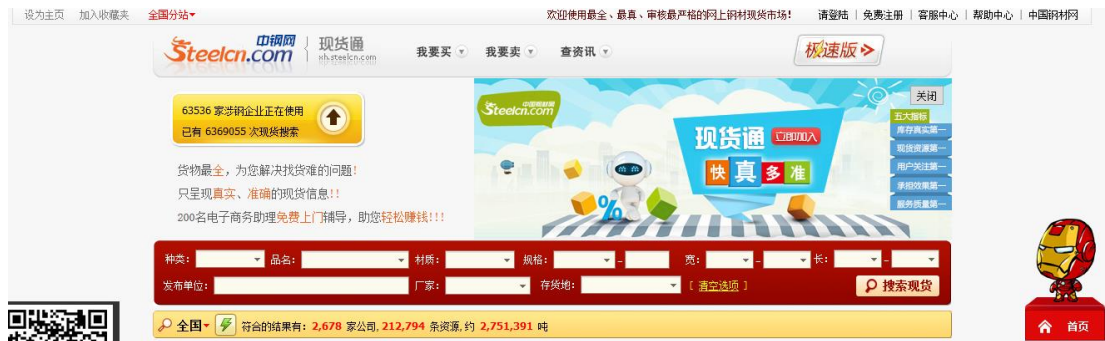 设为主页 加入收藏夹 全国分站 欢迎使用最全、最真、审核最严格的网上钢材现货市场! 请登陆 | 免费注册 | 客服中心 | 帮助中心 | 中国钢材网
中钢网
Steelcn.com
现货通
xh.steelcn.com
我要买 我要卖 查资讯
极速版
63536 家涉钢企业正在使用
已有 6369055 次现货搜索
货物最全,为您解决找货难的问题!
只呈现真实、准确的现货信息!!
200名电子商务助理免费上门辅导,助您轻松赚钱!!!
Steelcn.com
现货通 立即加入
快 真 多 准
%
关闭
五大指标
库存真实第一
现货资源第一
用户关注第一
承担效果第一
服务质量第一
种类: 品名: 材质: 规格: - 宽: - 长: -
发布单位: 厂家: 存货地: [ 清空选项 ] 搜索现货
全国 符合的结果有: 2,678 家公司, 212,794 条资源, 约 2,751,391 吨
首页